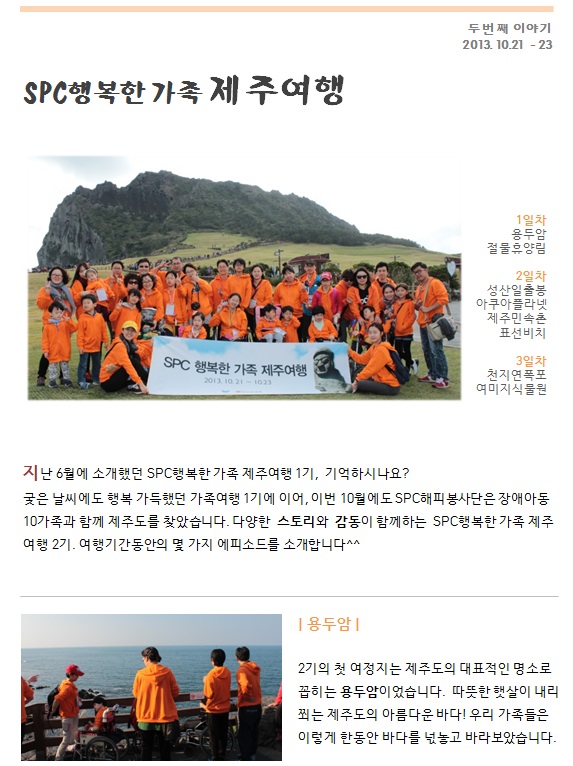 두번째 이야기
2013. 10.21 - 23
SPC행복한 가족 제주여행
1일차
용두암
절물휴양림
2일차
성산일출봉
아쿠아플라넷
제주민속촌
표선비치
3일차
천지연폭포
여미지식물원
SPC 행복한 가족 제주여행
2013. 10.21 ~ 10.23
지난 6월에 소개했던 SPC행복한 가족 제주여행 1기, 기억하시나요?
궂은 날씨에도 행복 가득했던 가족여행 1기에 이어, 이번 10월에도 SPC해피봉사단은 장애아동
10가족과 함께 제주도를 찾았습니다. 다양한 스토리와 감동이 함께하는 SPC행복한 가족 제주
여행 2기. 여행기간동안의 몇 가지 에피소드를 소개합니다^^
l 용두암 l
2기의 첫 여정지는 제주도의 대표적인 명소로
꼽히는 용두암이었습니다. 따뜻한 햇살이 내리
쬐는 제주도의 아름다운 바다! 우리 가족들은
이렇게 한동안 바다를 넋놓고 바라보았습니다.